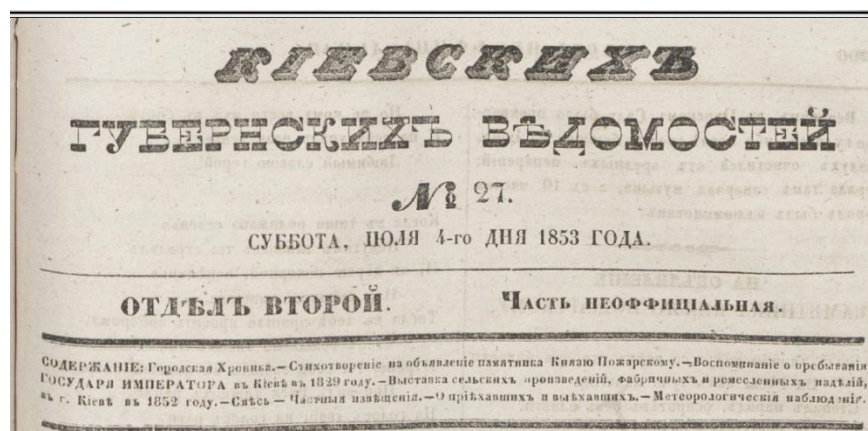 КІЕВСКИХЪ
ГУБЕРНСКИХЪ ВѢДОМОСТЕЙ
№ 27.
СУББОТА, ІЮЛЯ 4-го ДНЯ 1853 ГОДА.
ОТДѢЛЪ ВТОРОЙ. ЧАСТЬ НЕОФФИЦІАЛЬНАЯ.
СОДЕРЖАНІЕ: Городская Хроника.— Стихотвореніе на объявленіе памятника Князю Пожарскому.—Воспоминаніе о пребываніи
ГОСУДАРЯ ИМПЕРАТОРА въ Кіевѣ въ 1829 году.—Выставка сельскихъ произведеній, фабричныхъ и ремесленныхъ издѣлій,
въ г. Кіевѣ въ 1852 году.—Смѣсь— Частныя извѣщенія.—О пріѣхавшихъ и выѣхавшихъ.—Метеорологическія наблюденія.